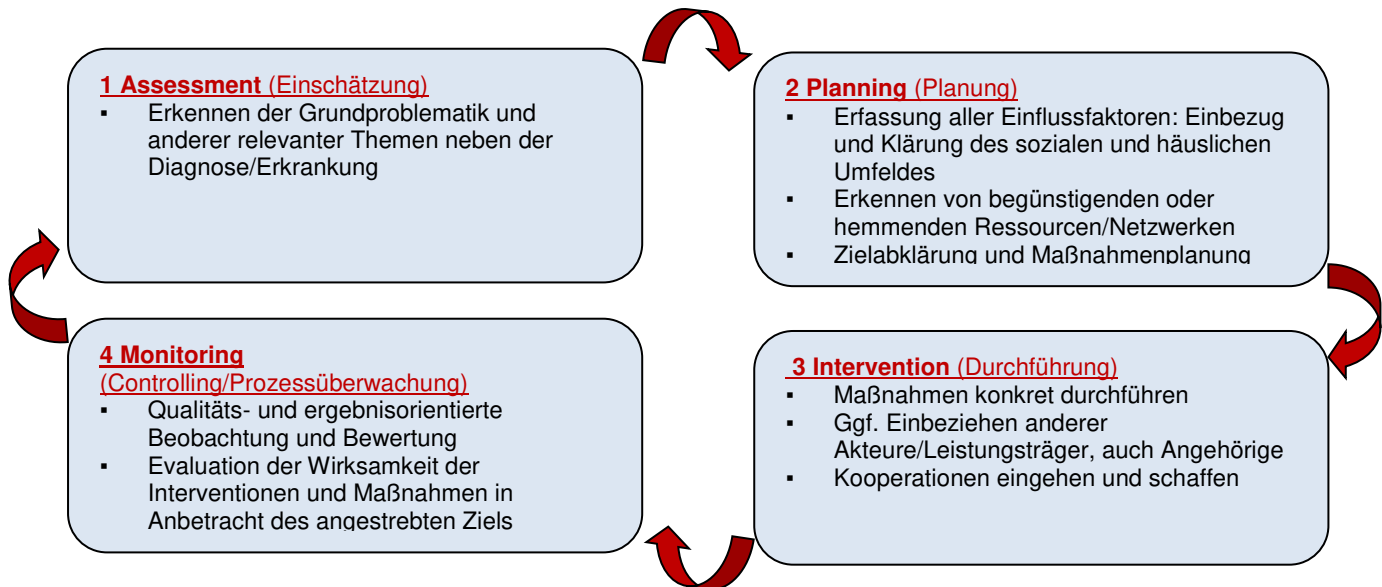 1 Assessment (Einschätzung)
▪ Erkennen der Grundproblematik und
anderer relevanter Themen neben der
Diagnose/Erkrankung
2 Planning (Planung)
▪ Erfassung aller Einflussfaktoren: Einbezug
und Klärung des sozialen und häuslichen
Umfeldes
▪ Erkennen von begünstigenden oder
hemmenden Ressourcen/Netzwerken
▪ Zielabklärung und Maßnahmenplanung
3 Intervention (Durchführung)
▪ Maßnahmen konkret durchführen
▪ Ggf. Einbeziehen anderer
Akteure/Leistungsträger, auch Angehörige
▪ Kooperationen eingehen und schaffen
4 Monitoring
(Controlling/Prozessüberwachung)
▪ Qualitäts- und ergebnisorientierte
Beobachtung und Bewertung
▪ Evaluation der Wirksamkeit der
Interventionen und Maßnahmen in
Anbetracht des angestrebten Ziels